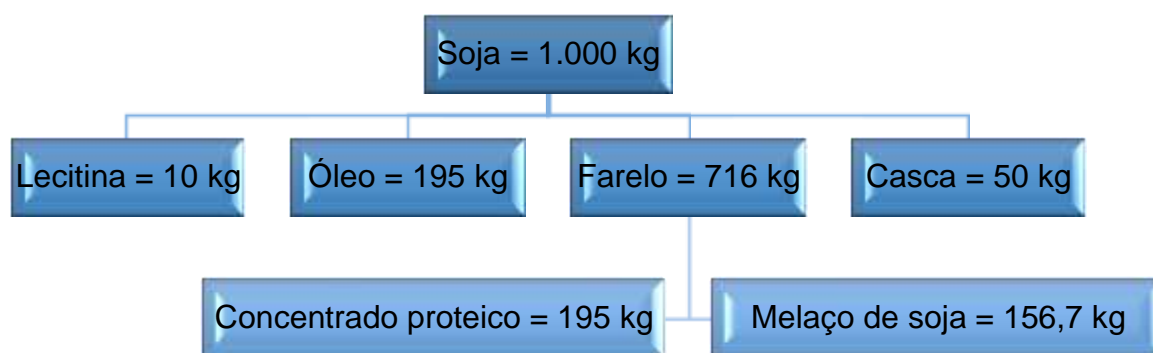 Soja = 1.000 kg
Lecitina = 10 kg
Óleo = 195 kg
Farelo = 716 kg
Casca = 50 kg
Concentrado proteico = 195 kg
Melaço de soja = 156,7 kg